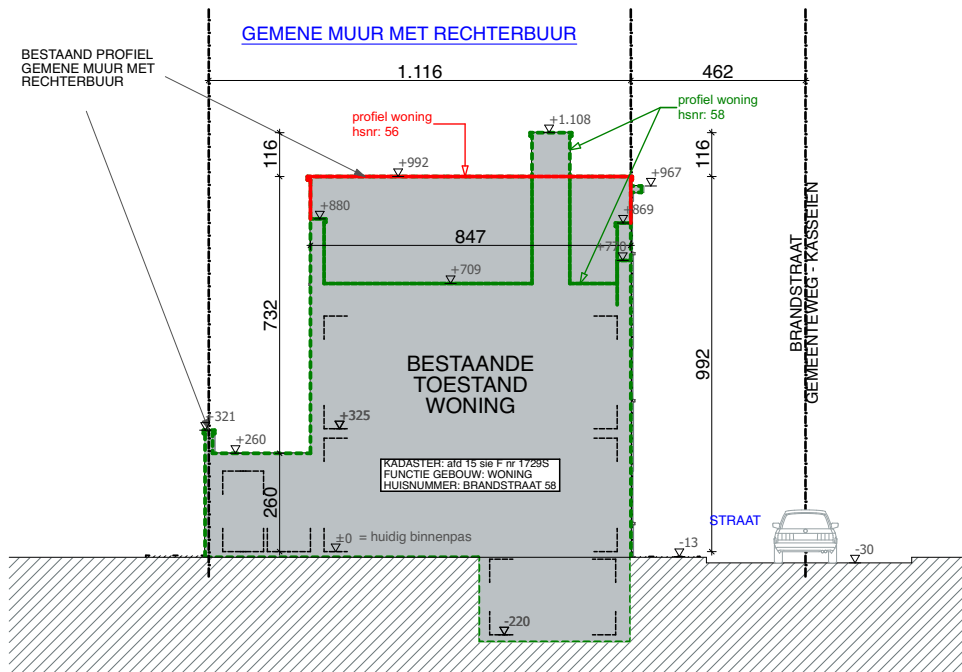 GEMENE MUUR MET RECHTERBUUR
BESTAAND PROFIEL
GEMENE MUUR MET
RECHTERBUUR
1.116
462
profiel woning
hsnr: 56
profiel woning
hsnr: 58
+1.108
116
116
+992
+967
+880
+869
847
+770
+709
732
992
BRANDSTRAAT
GEMEENTEWEG - KASSEIEN
BESTAANDE
TOESTAND
WONING
+321
+325
+260
KADASTER: afd 15 sie F nr 1729S
FUNCTIE GEBOUW: WONING
HUISNUMMER: BRANDSTRAAT 58
260
STRAAT
±0 = huidig binnenpas
-13
-30
-220